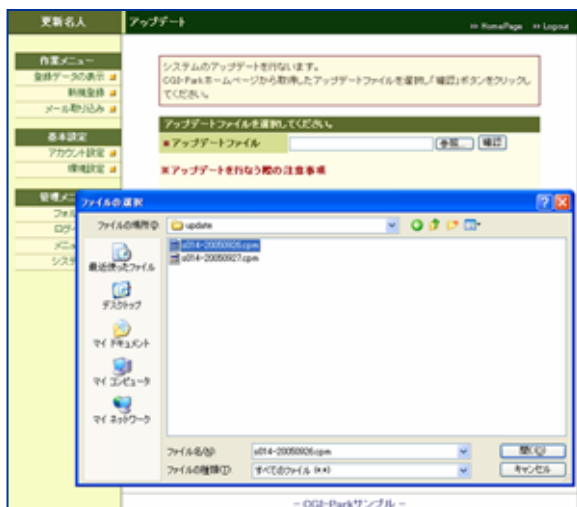 更新名人
アップデート
HomePage
Logout
作業メニュー
登録データの表示
新規登録
メール取り込み
基本設定
アカウント設定
環境設定
システムのアップデートを行ないます。
CGI-Parkホームページから取得したアップデートファイルを選択し「確認」ボタンをクリックし
てください。
アップデートファイルを選択してください。
■アップデートファイル
参照...
確認
※アップデートを行なう際の注意事項
ファイルの選択
ファイルの場所(I)
update
u014-20050926.cpm
u014-20050927.cpm
最近使ったファイル
デスクトップ
マイ ドキュメント
マイ コンピュータ
マイ ネットワーク
ファイル名(N)
u014-20050926.cpm
開く(O)
ファイルの種類(T)
すべてのファイル (*.*)
キャンセル
- CGI-Parkサンプル -